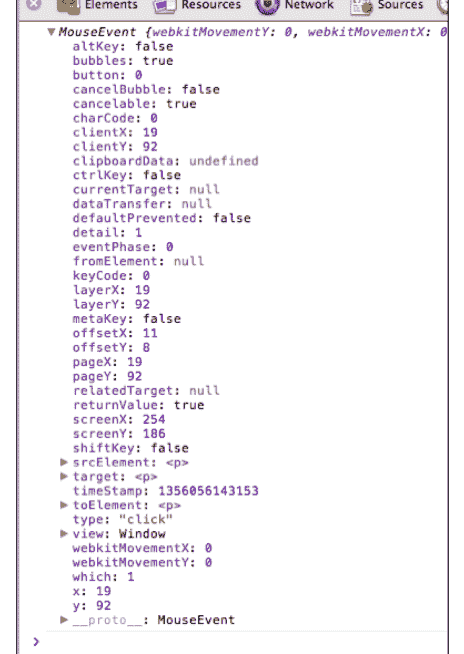 Elements Resources Network Sources
▼MouseEvent {webkitMovementY: 0, webkitMovementX: 0
altKey: false
bubbles: true
button: 0
cancelBubble: false
cancelable: true
charCode: 0
clientX: 19
clientY: 92
clipboardData: undefined
ctrlKey: false
currentTarget: null
dataTransfer: null
defaultPrevented: false
detail: 1
eventPhase: 0
fromElement: null
keyCode: 0
layerX: 19
layerY: 92
metaKey: false
offsetX: 11
offsetY: 8
pageX: 19
pageY: 92
relatedTarget: null
returnValue: true
screenX: 254
screenY: 186
shiftKey: false
▶srcElement: <p>
▶target: <p>
timeStamp: 1356056143153
▶toElement: <p>
type: "click"
▶view: Window
webkitMovementX: 0
webkitMovementY: 0
which: 1
x: 19
y: 92
▶__proto__: MouseEvent
>